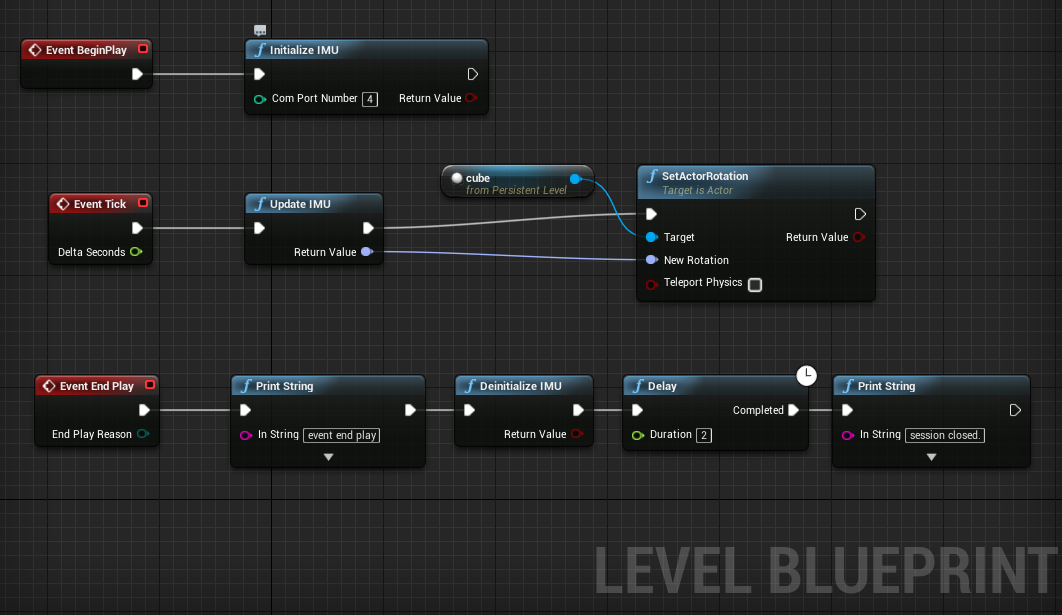 Event BeginPlay
Initialize IMU
Com Port Number 4
Return Value
cube
from Persistent Level
SetActorRotation
Target is Actor
Event Tick
Update IMU
Delta Seconds
Return Value
Target
Return Value
New Rotation
Teleport Physics
Event End Play
Print String
Deinitialize IMU
Delay
Print String
Completed
End Play Reason
In String event end play
Return Value
Duration 2
In String session closed.
LEVEL BLUEPRINT